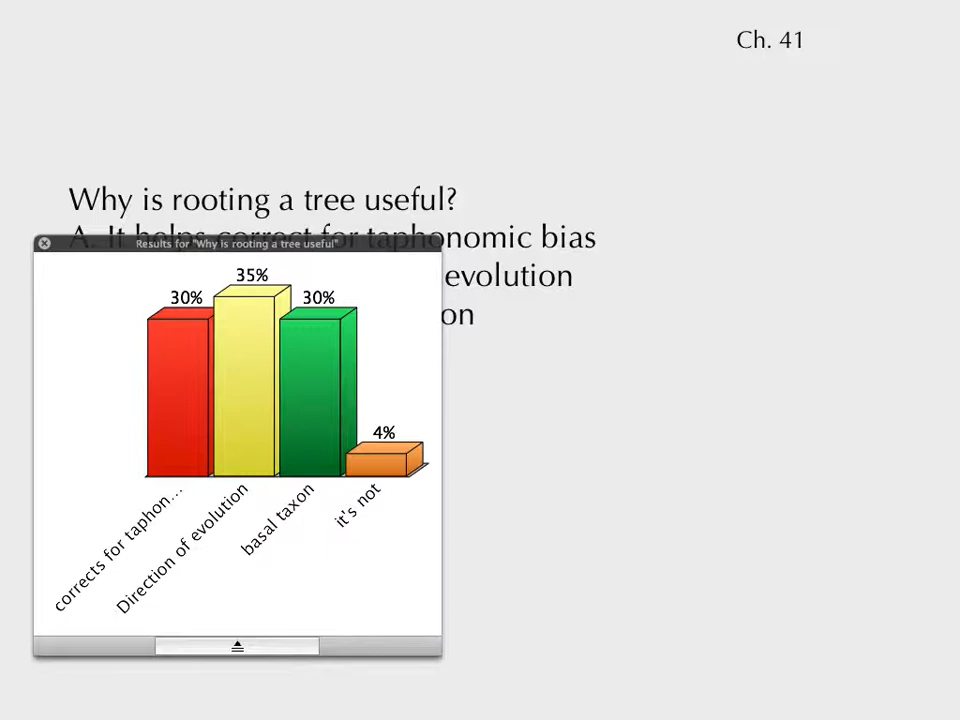 Ch. 41
Why is rooting a tree useful?
A. It helps correct for taphonomic bias
evolution
on
Results for "Why is rooting a tree useful"
35%
30%
30%
4%
corrects for taphon...
Direction of evolution
basal taxon
it's not